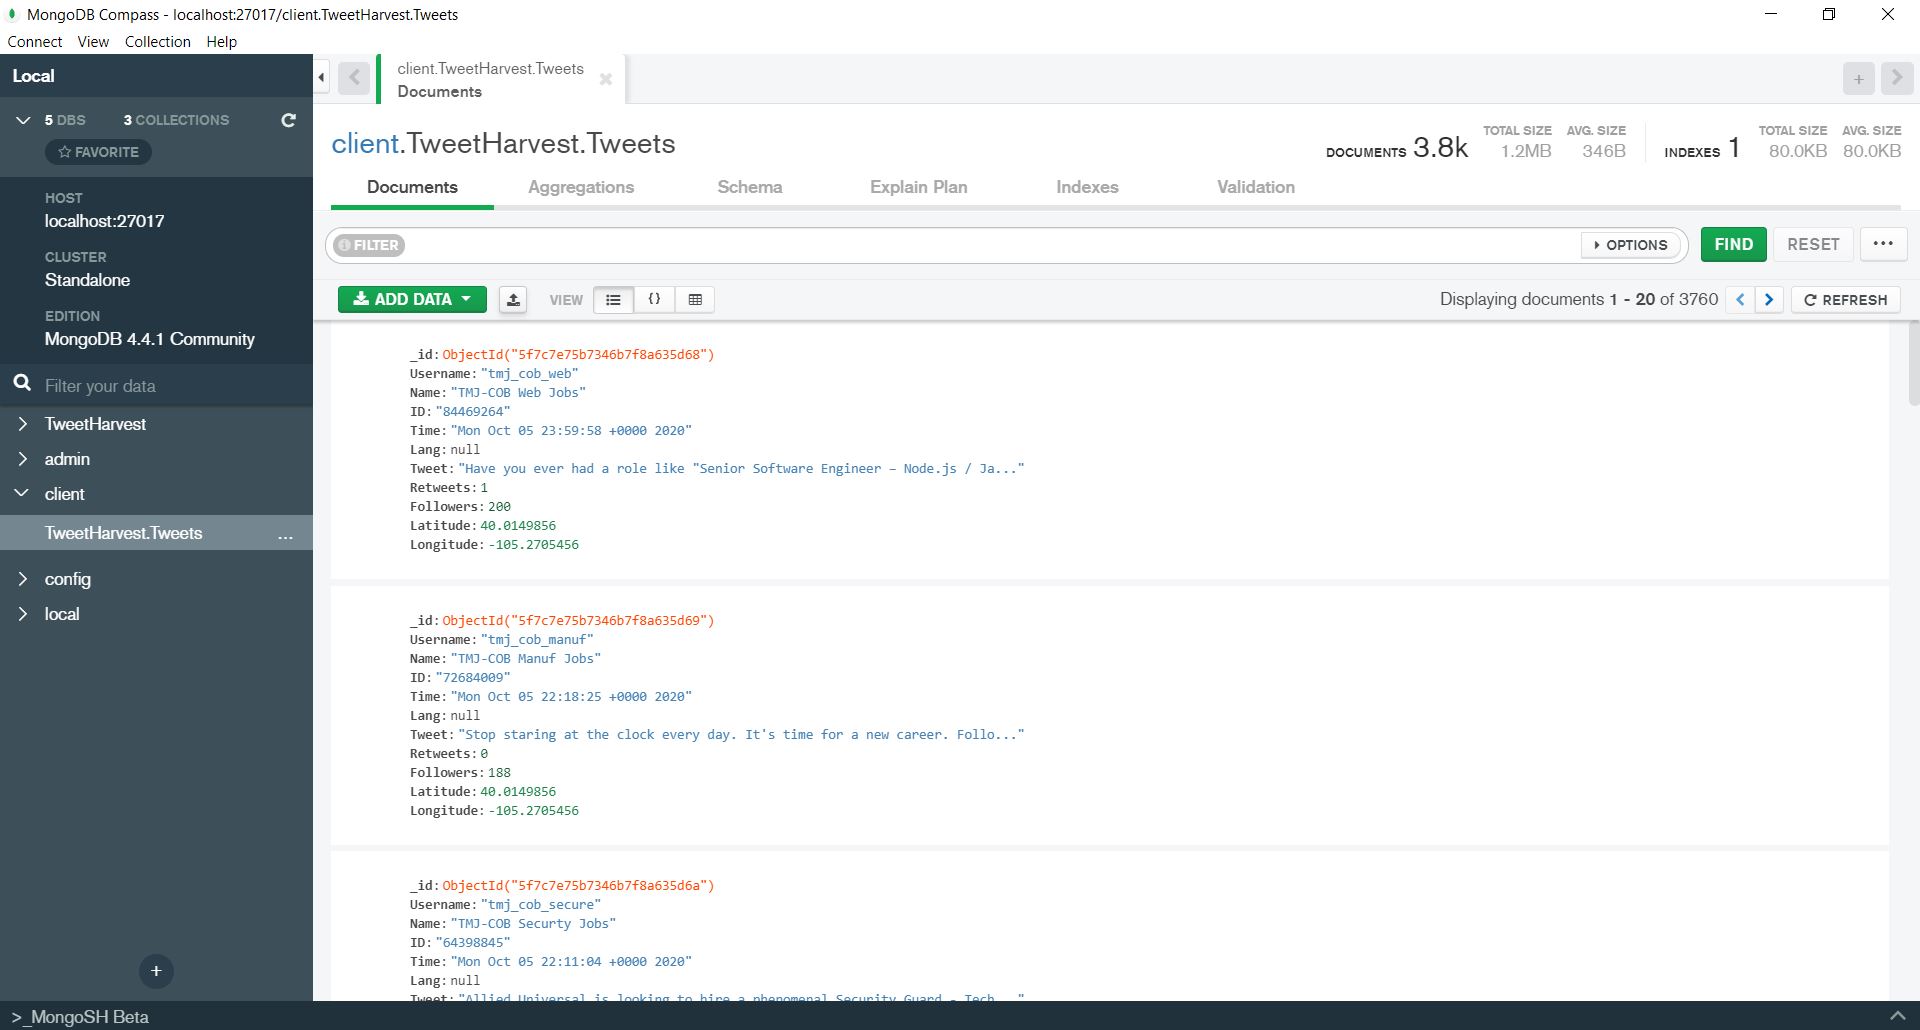 MongoDB Compass - localhost:27017/client.TweetHarvest.Tweets
Connect View Collection Help
Local
5 DBS 3 COLLECTIONS
FAVORITE
HOST
localhost:27017
CLUSTER
Standalone
EDITION
MongoDB 4.4.1 Community
Filter your data
TweetHarvest
admin
client
TweetHarvest.Tweets ...
config
local
+
client.TweetHarvest.Tweets
Documents
+
client.TweetHarvest.Tweets
DOCUMENTS 3.8k TOTAL SIZE 1.2MB AVG. SIZE 346B INDEXES 1 TOTAL SIZE 80.0KB AVG. SIZE 80.0KB
Documents Aggregations Schema Explain Plan Indexes Validation
FILTER OPTIONS FIND RESET ...
ADD DATA VIEW {} Displaying documents 1 - 20 of 3760 REFRESH
_id: ObjectId("5f7c7e75b7346b7f8a635d68")
Username: "tmj_cob_web"
Name: "TMJ-COB Web Jobs"
ID: "84469264"
Time: "Mon Oct 05 23:59:58 +0000 2020"
Lang: null
Tweet: "Have you ever had a role like "Senior Software Engineer – Node.js / Ja..."
Retweets: 1
Followers: 200
Latitude: 40.0149856
Longitude: -105.2705456
_id: ObjectId("5f7c7e75b7346b7f8a635d69")
Username: "tmj_cob_manuf"
Name: "TMJ-COB Manuf Jobs"
ID: "72684009"
Time: "Mon Oct 05 22:18:25 +0000 2020"
Lang: null
Tweet: "Stop staring at the clock every day. It's time for a new career. Follo..."
Retweets: 0
Followers: 188
Latitude: 40.0149856
Longitude: -105.2705456
_id: ObjectId("5f7c7e75b7346b7f8a635d6a")
Username: "tmj_cob_secure"
Name: "TMJ-COB Securty Jobs"
ID: "64398845"
Time: "Mon Oct 05 22:11:04 +0000 2020"
Lang: null
Tweet: "Allied Universal is looking to hire a phenomenal Security Guard - Tech..."
>_MongoSH Beta